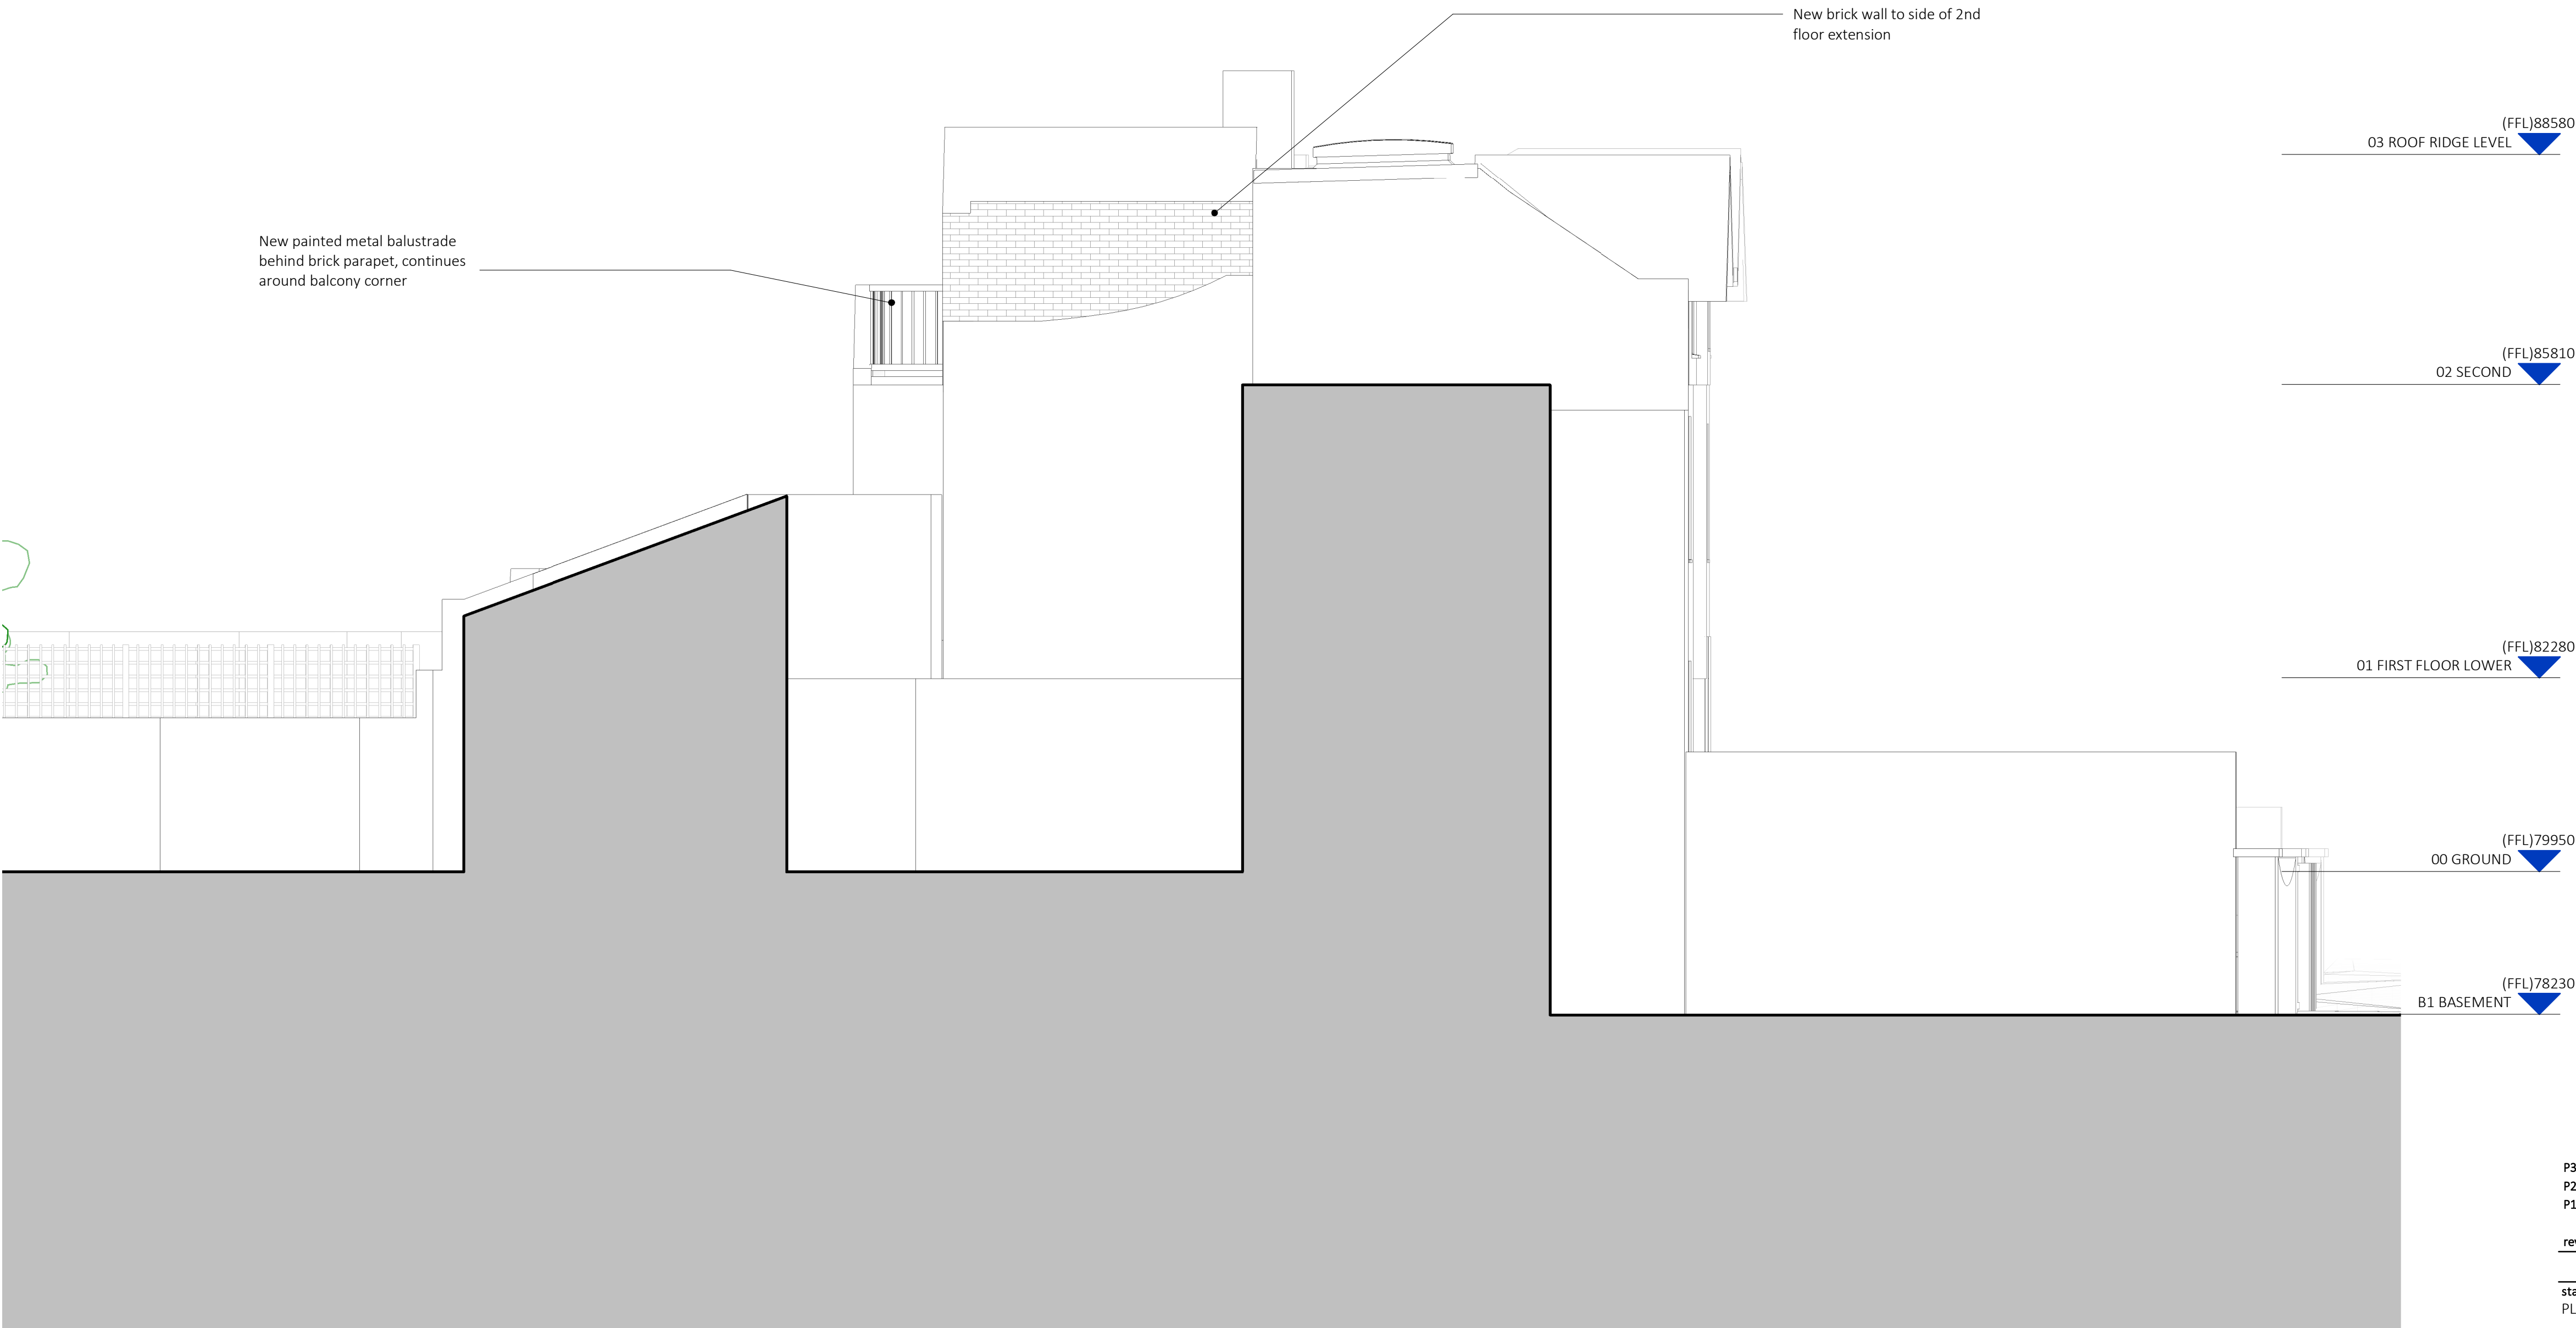 New brick wall to side of 2nd
floor extension
(FFL)88580
03 ROOF RIDGE LEVEL
New painted metal balustrade
behind brick parapet, continues
around balcony corner
(FFL)85810
02 SECOND
(FFL)82280
01 FIRST FLOOR LOWER
(FFL)79950
00 GROUND
(FFL)78230
B1 BASEMENT
P3
P2
P1